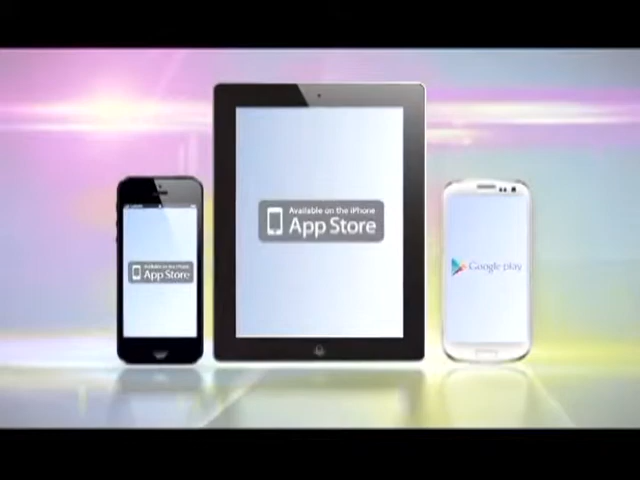 Available on the iPhone
App Store
Available on the iPhone
App Store
Google play